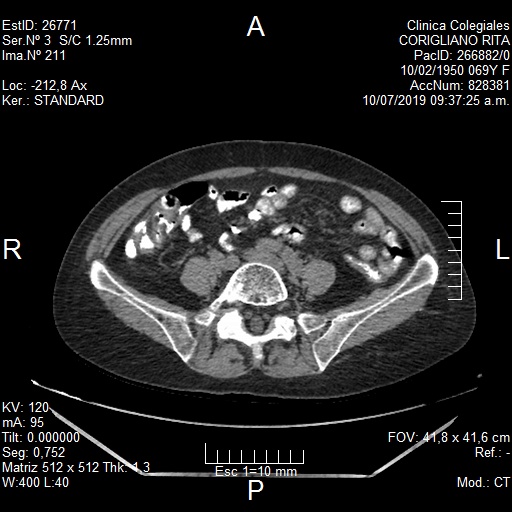 EstID: 26771
Ser.Nº 3 S/C 1.25mm
Ima.Nº 211
Loc: -212,8 Ax
Ker.: STANDARD
A
Clinica Colegiales
CORIGLIANO RITA
PacID: 266882/0
10/02/1950 069Y F
AccNum: 828381
10/07/2019 09:37:25 a.m.
R
L
KV: 120
mA: 95
Tilt: 0.000000
Seg: 0,752
Matriz 512 x 512 Thk: 1.3
W:400 L:40
Esc 1=10 mm
P
FOV: 41,8 x 41,6 cm
Ref.: -
Mod.: CT